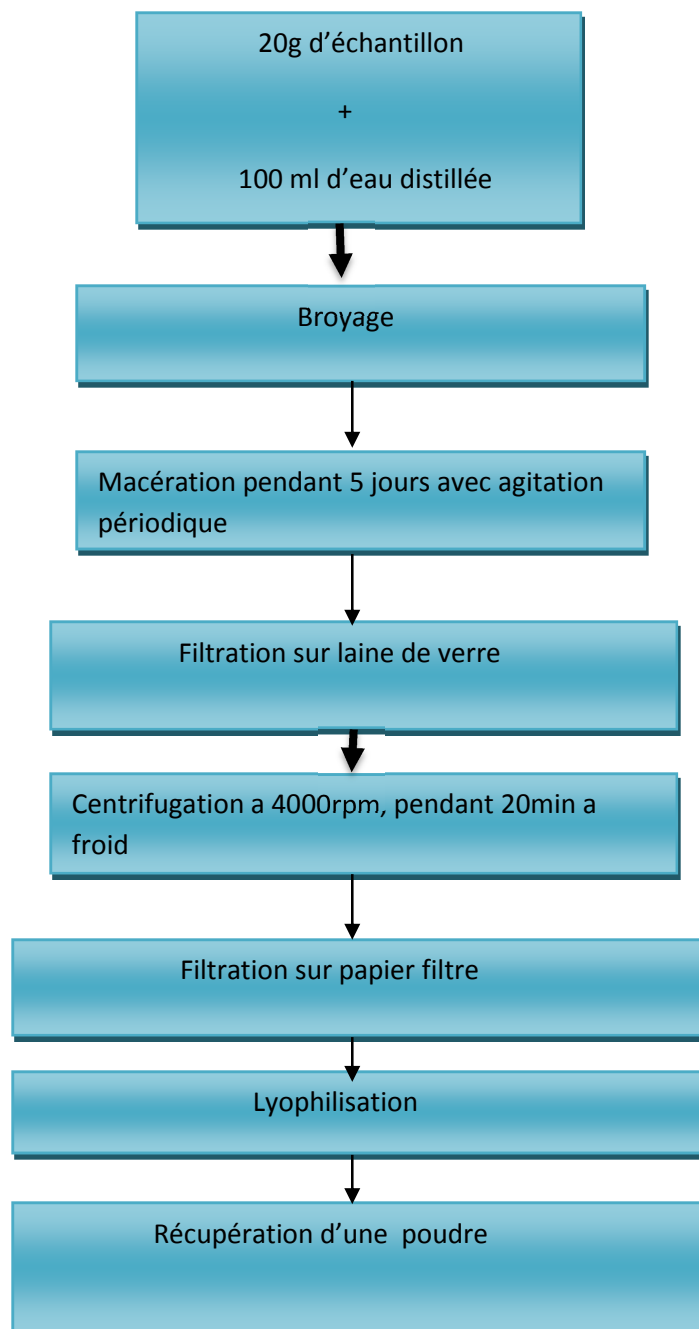 20g d’échantillon
+
100 ml d’eau distillée
Broyage
Macération pendant 5 jours avec agitation
périodique
Filtration sur laine de verre
Centrifugation a 4000rpm, pendant 20min a
froid
Filtration sur papier filtre
Lyophilisation
Récupération d’une poudre